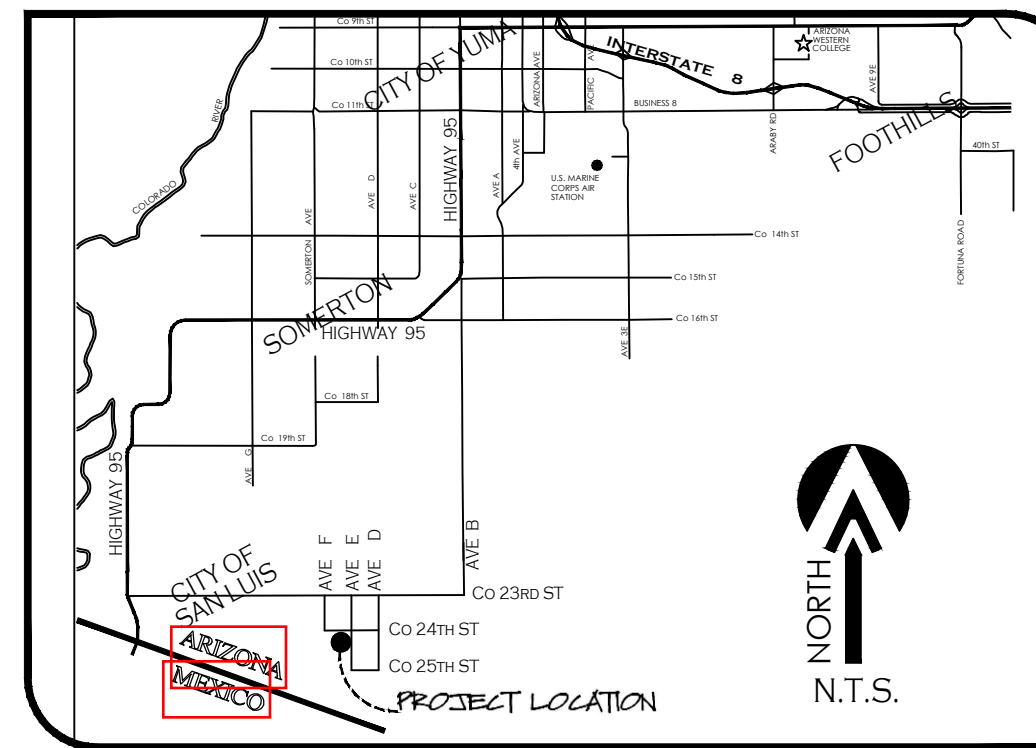 Co 9th ST
CITY OF YUMA
ARIZONA AVE
PACIFIC AVE
INTERSTATE 8
ARIZONA
WESTERN
COLLEGE
Co 10th ST
AVE 9E
RIVER
Co 11th ST
BUSINESS 8
ARABY RD
FOOTHILLS
HIGHWAY 95
4th AVE
40th ST
COLORADO
AVE D
AVE C
AVE A
U.S. MARINE
CORPS AIR
STATION
SOMERTON AVE
Co 14th ST
FORTUNA ROAD
Co 15th ST
SOMERTON
HIGHWAY 95
Co 16th ST
AVE 3E
Co 18th ST
Co 19th ST
AVE G
HIGHWAY 95
AVE F
AVE E
AVE D
AVE B
CITY OF
SAN LUIS
Co 23RD ST
NORTH
Co 24TH ST
ARIZONA
MEXICO
Co 25TH ST
PROJECT LOCATION
N.T.S.